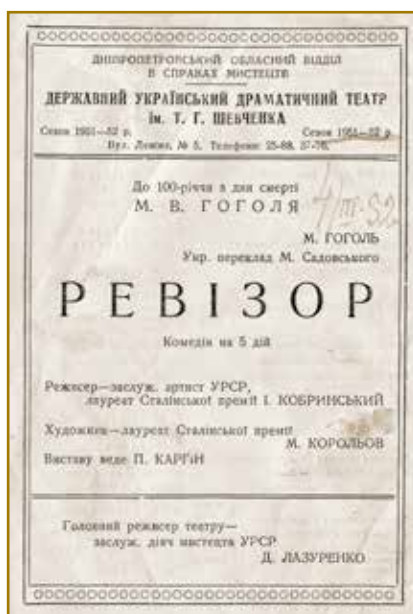 ДНІПРОПЕТРОВСЬКИЙ ОБЛАСНИЙ ВІДДІЛ
В СПРАВАХ МИСТЕЦТВ
ДЕРЖАВНИЙ УКРАЇНСЬКИЙ ДРАМАТИЧНИЙ ТЕАТР
ІМ. Т. Г. ШЕВЧЕНКА
Сезон 1951—52 р. Сезон 1951—52 р.
Вул. Леніна, № 5. Телефони 25-88, 37-76.
До 100-річчя з дня смерті
М. В. ГОГОЛЯ
М. ГОГОЛЬ
Укр. переклад М. Садовського
РЕВІЗОР
Комедія на 5 дій
Режисер—заслуж. артист УРСР,
лауреат Сталінської премії І. КОБРИНСЬКИЙ
Художник—лауреат Сталінської премії
М. КОРОЛЬОВ
Виставу веде П. КАРГІН
Головний режисер театру—
заслуж. діяч мистецтв УРСР
Д. ЛАЗУРЕНКО